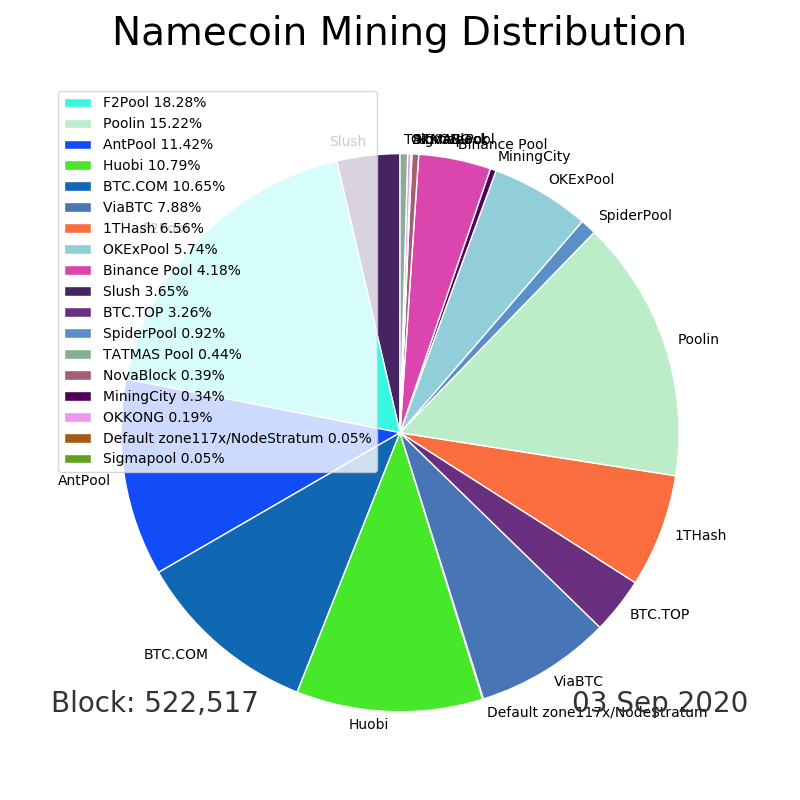 Namecoin Mining Distribution
F2Pool 18.28%
Poolin 15.22%
AntPool 11.42%
Huobi 10.79%
BTC.COM 10.65%
ViaBTC 7.88%
1THash 6.56%
OKExPool 5.74%
Binance Pool 4.18%
Slush 3.65%
BTC.TOP 3.26%
SpiderPool 0.92%
TATMAS Pool 0.44%
NovaBlock 0.39%
MiningCity 0.34%
OKKONG 0.19%
Default zone117x/NodeStratum 0.05%
Sigmapool 0.05%
Slush
Binance Pool
MiningCity
OKExPool
SpiderPool
Poolin
AntPool
1THash
BTC.TOP
BTC.COM
ViaBTC
Huobi
Default zone117x/NodeStratum
Block: 522,517
03 Sep 2020